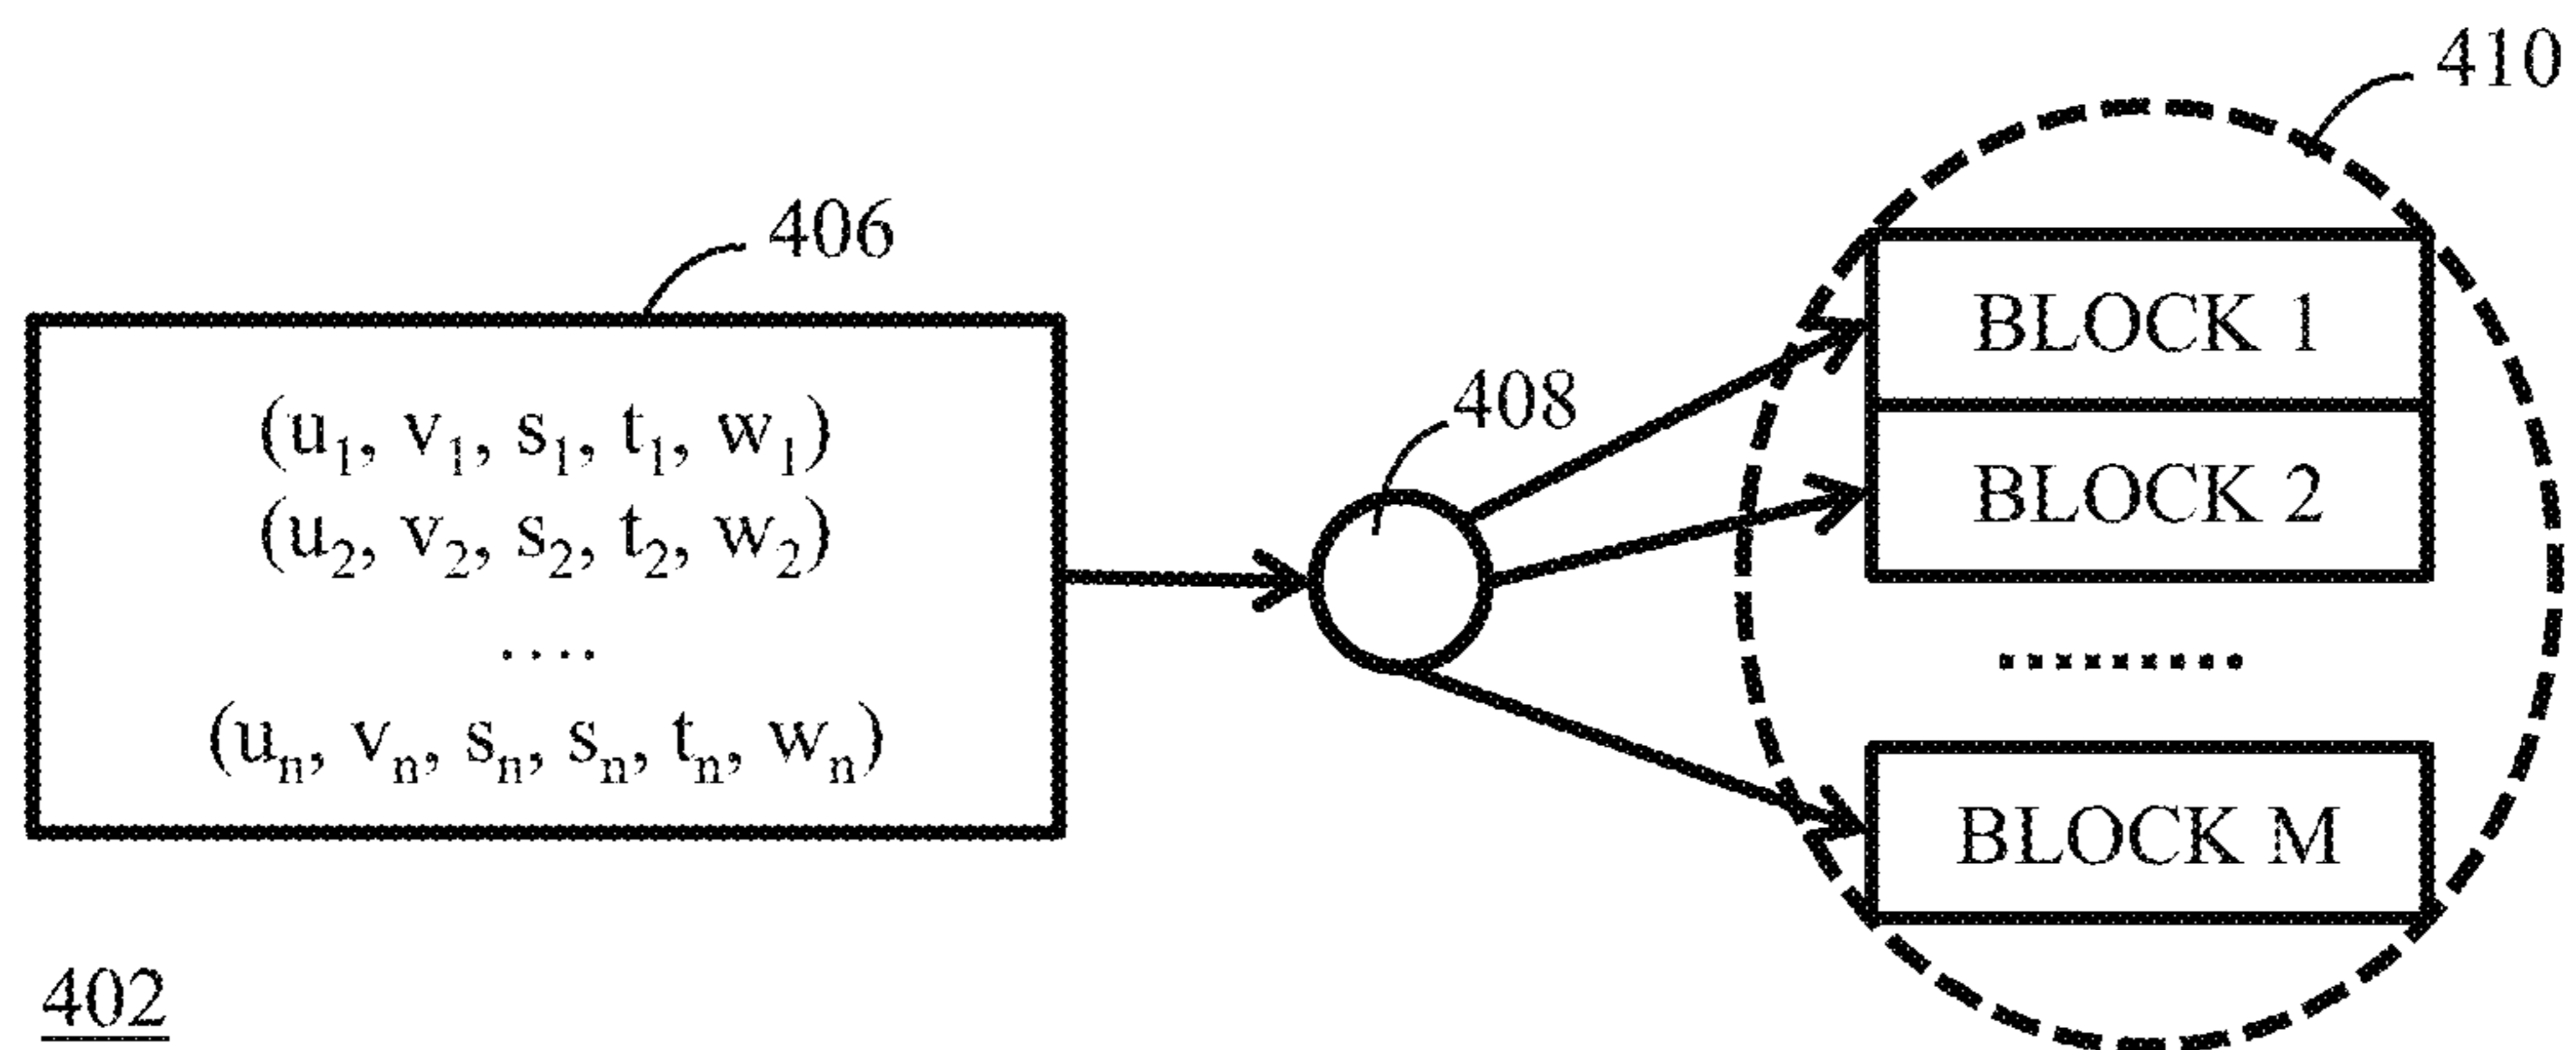 410
406
BLOCK 1
408
(u₁, v₁, s₁, t₁, w₁)
BLOCK 2
(u₂, v₂, s₂, t₂, w₂)
....
.........
(uₙ, vₙ, sₙ, sₙ, tₙ, wₙ)
BLOCK M
402